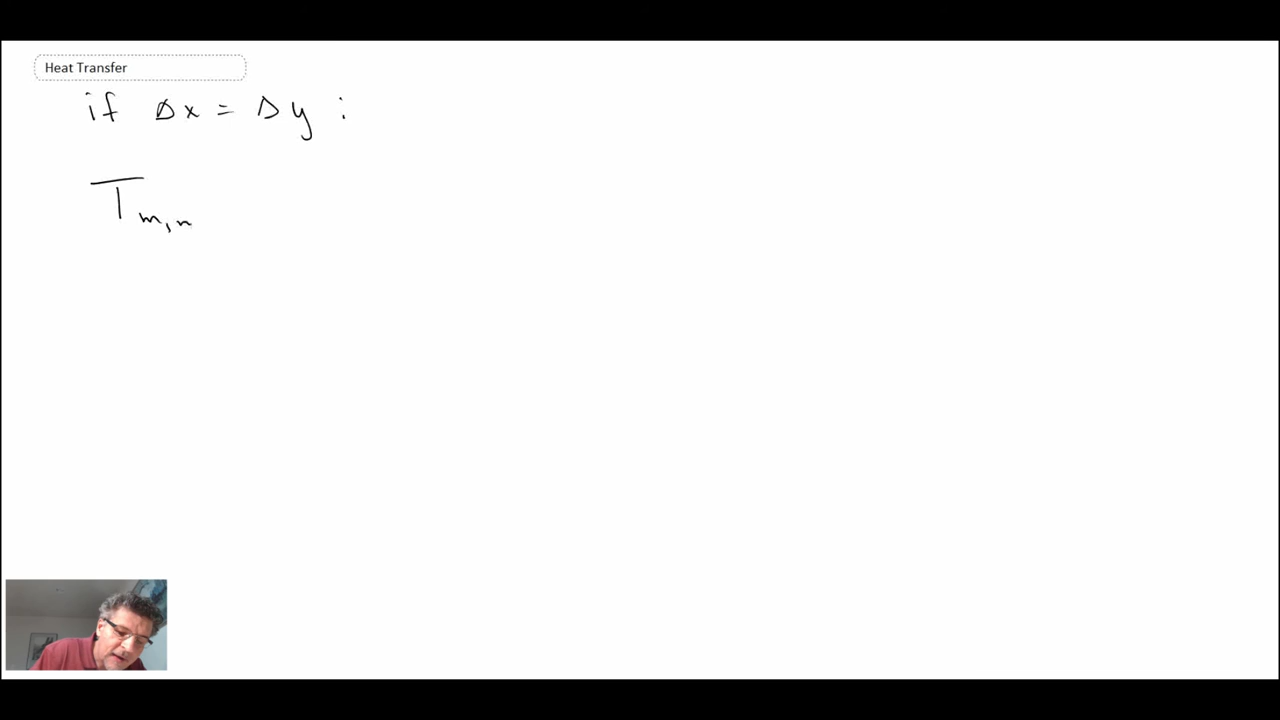 Heat Transfer
if Δx = Δy :
T m,n